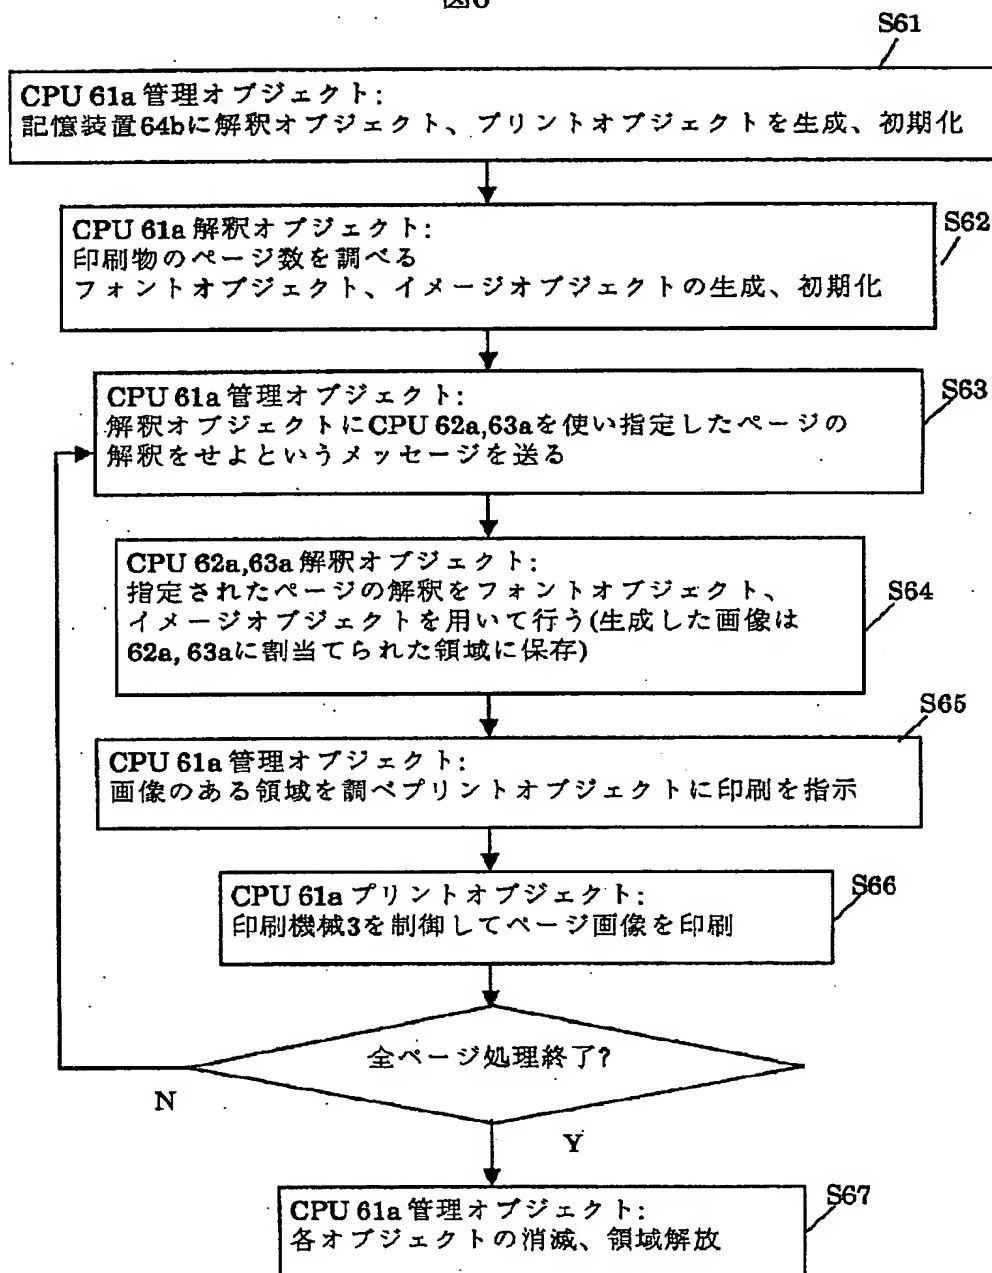 図6
S61
CPU 61a 管理オブジェクト:
記憶装置64bに解釈オブジェクト、プリントオブジェクトを生成、初期化
S62
CPU 61a 解釈オブジェクト:
印刷物のページ数を調べる
フォントオブジェクト、イメージオブジェクトの生成、初期化
S63
CPU 61a 管理オブジェクト:
解釈オブジェクトにCPU 62a,63aを使い指定したページの
解釈をせよというメッセージを送る
S64
CPU 62a,63a 解釈オブジェクト:
指定されたページの解釈をフォントオブジェクト、
イメージオブジェクトを用いて行う(生成した画像は
62a, 63aに割当てられた領域に保存)
S65
CPU 61a 管理オブジェクト:
画像のある領域を調べプリントオブジェクトに印刷を指示
S66
CPU 61a プリントオブジェクト:
印刷機械3を制御してページ画像を印刷
全ページ処理終了?
N
Y
S67
CPU 61a 管理オブジェクト:
各オブジェクトの消滅、領域解放